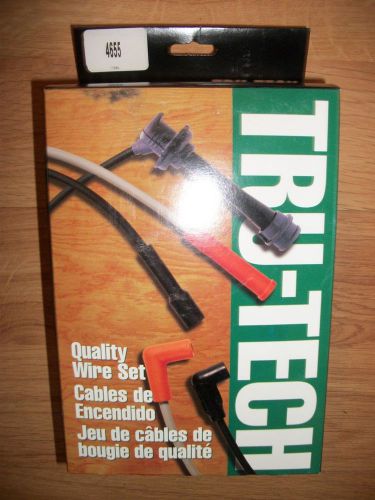 4655
TRU-TECH
Quality
Wire Set
Cables de
Encendido
Jeu de câbles de
bougie de qualité